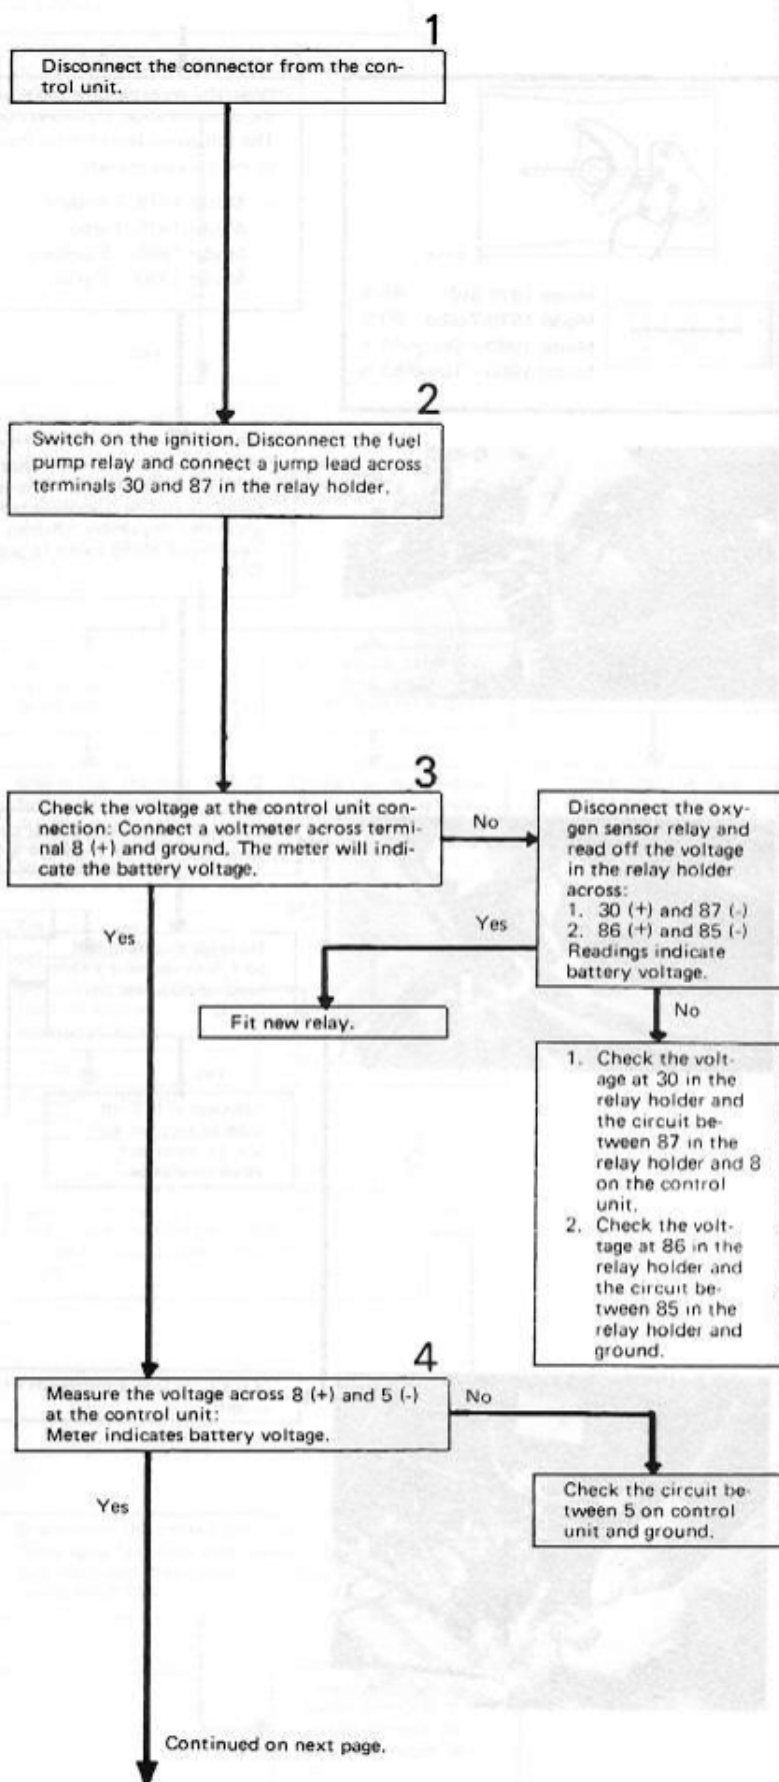 1
Disconnect the connector from the con-
trol unit.
2
Switch on the ignition. Disconnect the fuel
pump relay and connect a jump lead across
terminals 30 and 87 in the relay holder.
3
Check the voltage at the control unit con-
nection: Connect a voltmeter across termi-
nal 8 (+) and ground. The meter will indi-
cate the battery voltage.
No
Disconnect the oxy-
gen sensor relay and
read off the voltage
in the relay holder
across:
1. 30 (+) and 87 (-)
2. 86 (+) and 85 (-)
Readings indicate
battery voltage.
Yes
Yes
Fit new relay.
No
1. Check the volt-
age at 30 in the
relay holder and
the circuit be-
tween 87 in the
relay holder and 8
on the control
unit.
2. Check the volt-
tage at 86 in the
relay holder and
the circuit be-
tween 85 in the
relay holder and
ground.
4
Measure the voltage across 8 (+) and 5 (-)
at the control unit:
Meter indicates battery voltage.
No
Check the circuit be-
tween 5 on control
unit and ground.
Yes
Continued on next page.